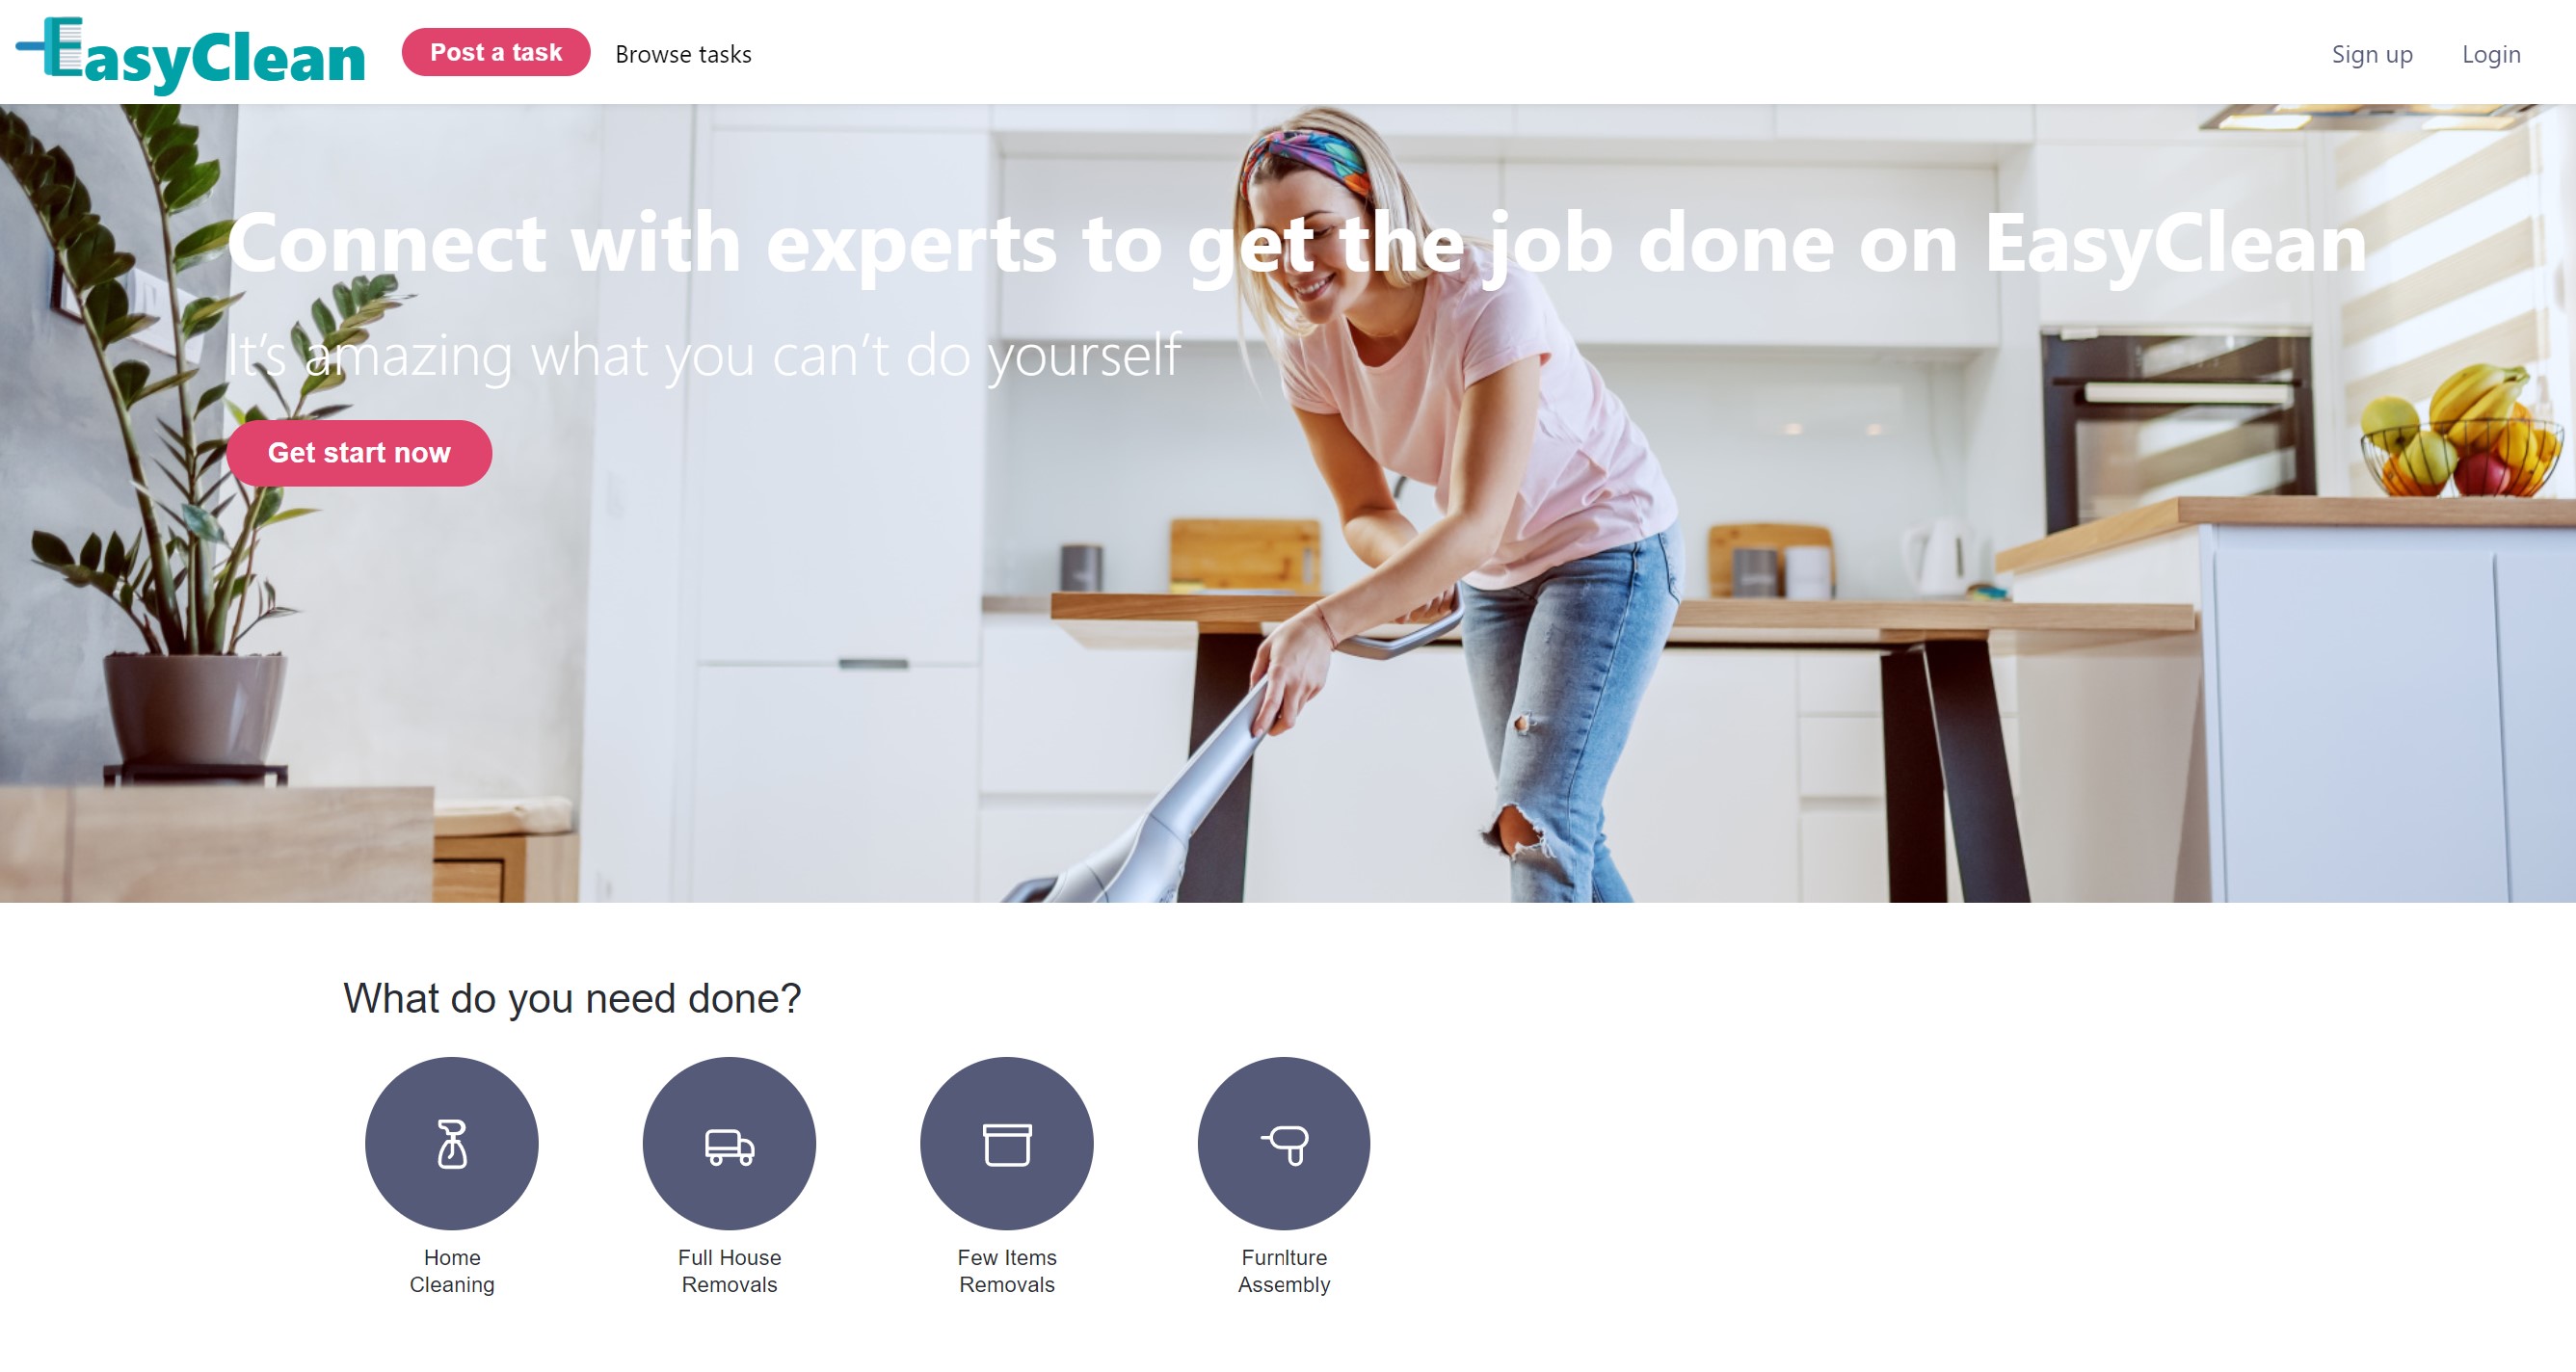 EasyClean
Post a task
Browse tasks
Sign up
Login
Connect with experts to get the job done on EasyClean
It’s amazing what you can’t do yourself
Get start now
What do you need done?
Home
Cleaning
Full House
Removals
Few Items
Removals
FurnIture
Assembly